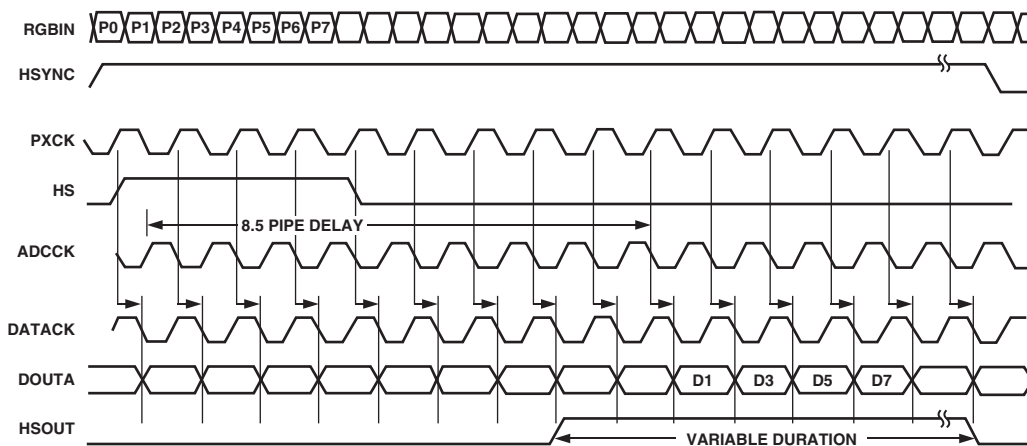 RGBIN P0 P1 P2 P3 P4 P5 P6 P7
HSYNC
PXCK
HS
8.5 PIPE DELAY
ADCCK
DATACK
DOUTA D1 D3 D5 D7
HSOUT VARIABLE DURATION